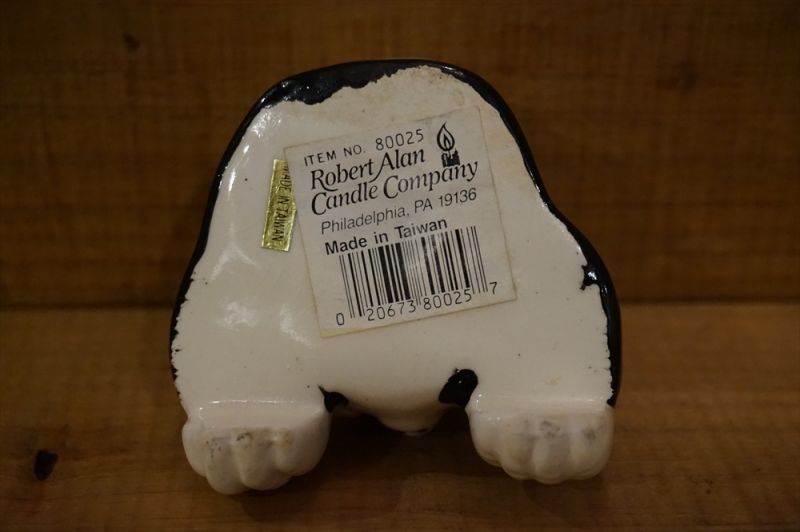 ITEM NO. 80025
Robert Alan
Candle Company
Philadelphia, PA 19136
Made in Taiwan
0 20673 80025 7
MADE IN TAIWAN